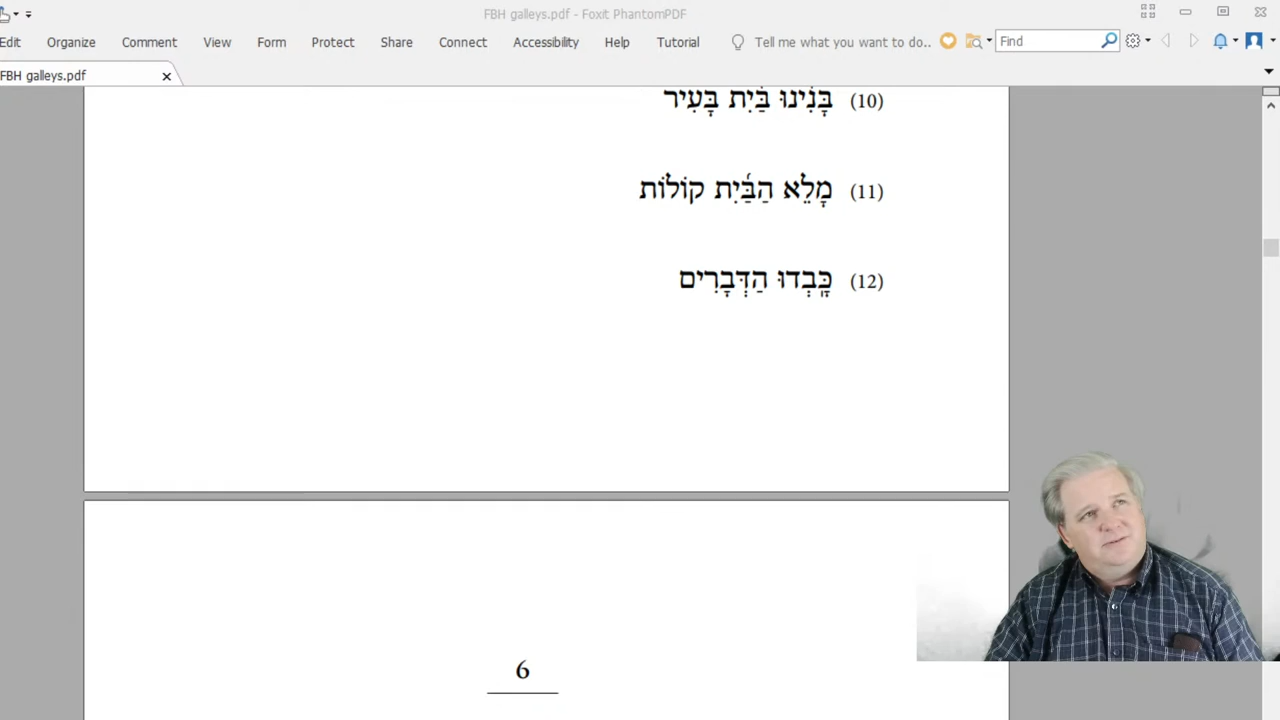 FBH galleys.pdf - Foxit PhantomPDF
Edit Organize Comment View Form Protect Share Connect Accessibility Help Tutorial Tell me what you want to do.. Find
FBH galleys.pdf
(10) בָּנִ֫ינוּ בַּ֫יִת בָּעִיר
(11) מָלֵא הַבַּ֫יִת קוֹלוֹת
(12) כָּֽבְדוּ הַדְּבָרִים
6